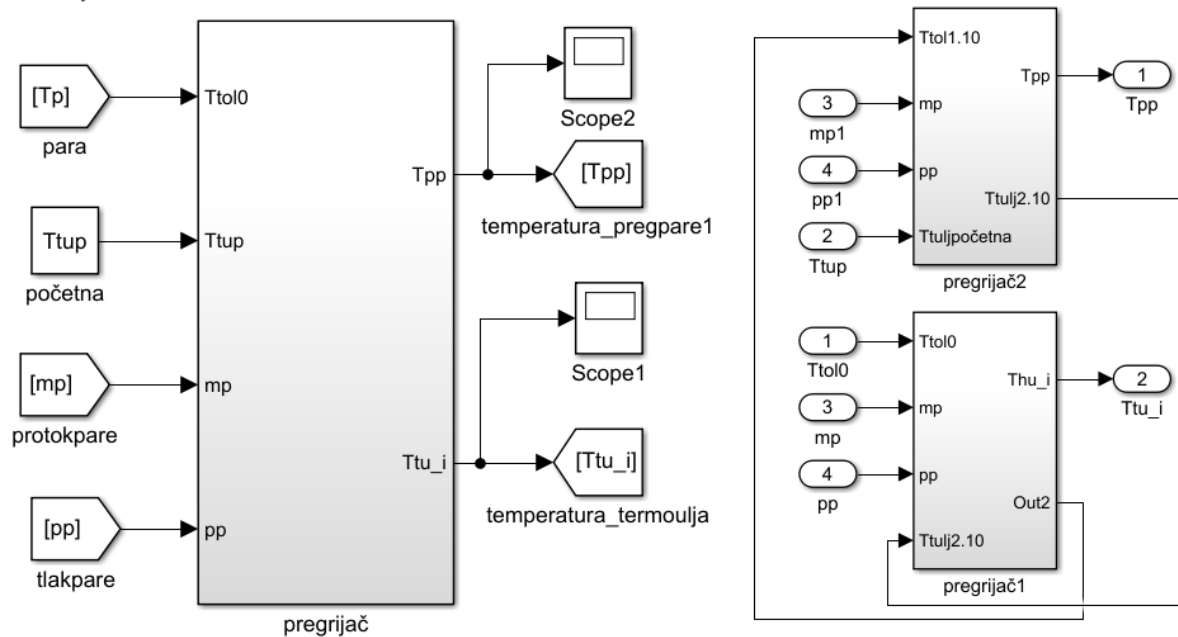 [Tp]
para
Ttup
početna
[mp]
protokpare
[pp]
tlakpare
Ttol0
Ttup
mp
pp
Tpp
Ttu_i
pregrijač
Scope2
[Tpp]
temperatura_pregpare1
Scope1
[Ttu_i]
temperatura_termoulja
3
mp1
4
pp1
2
Ttup
Ttol1.10
mp
pp
Ttuljpočetna
Tpp
Ttulj2.10
pregrijač2
1
Tpp
1
Ttol0
3
mp
4
pp
Ttol0
mp
pp
Ttulj2.10
Thu_i
Out2
pregrijač1
2
Ttu_i